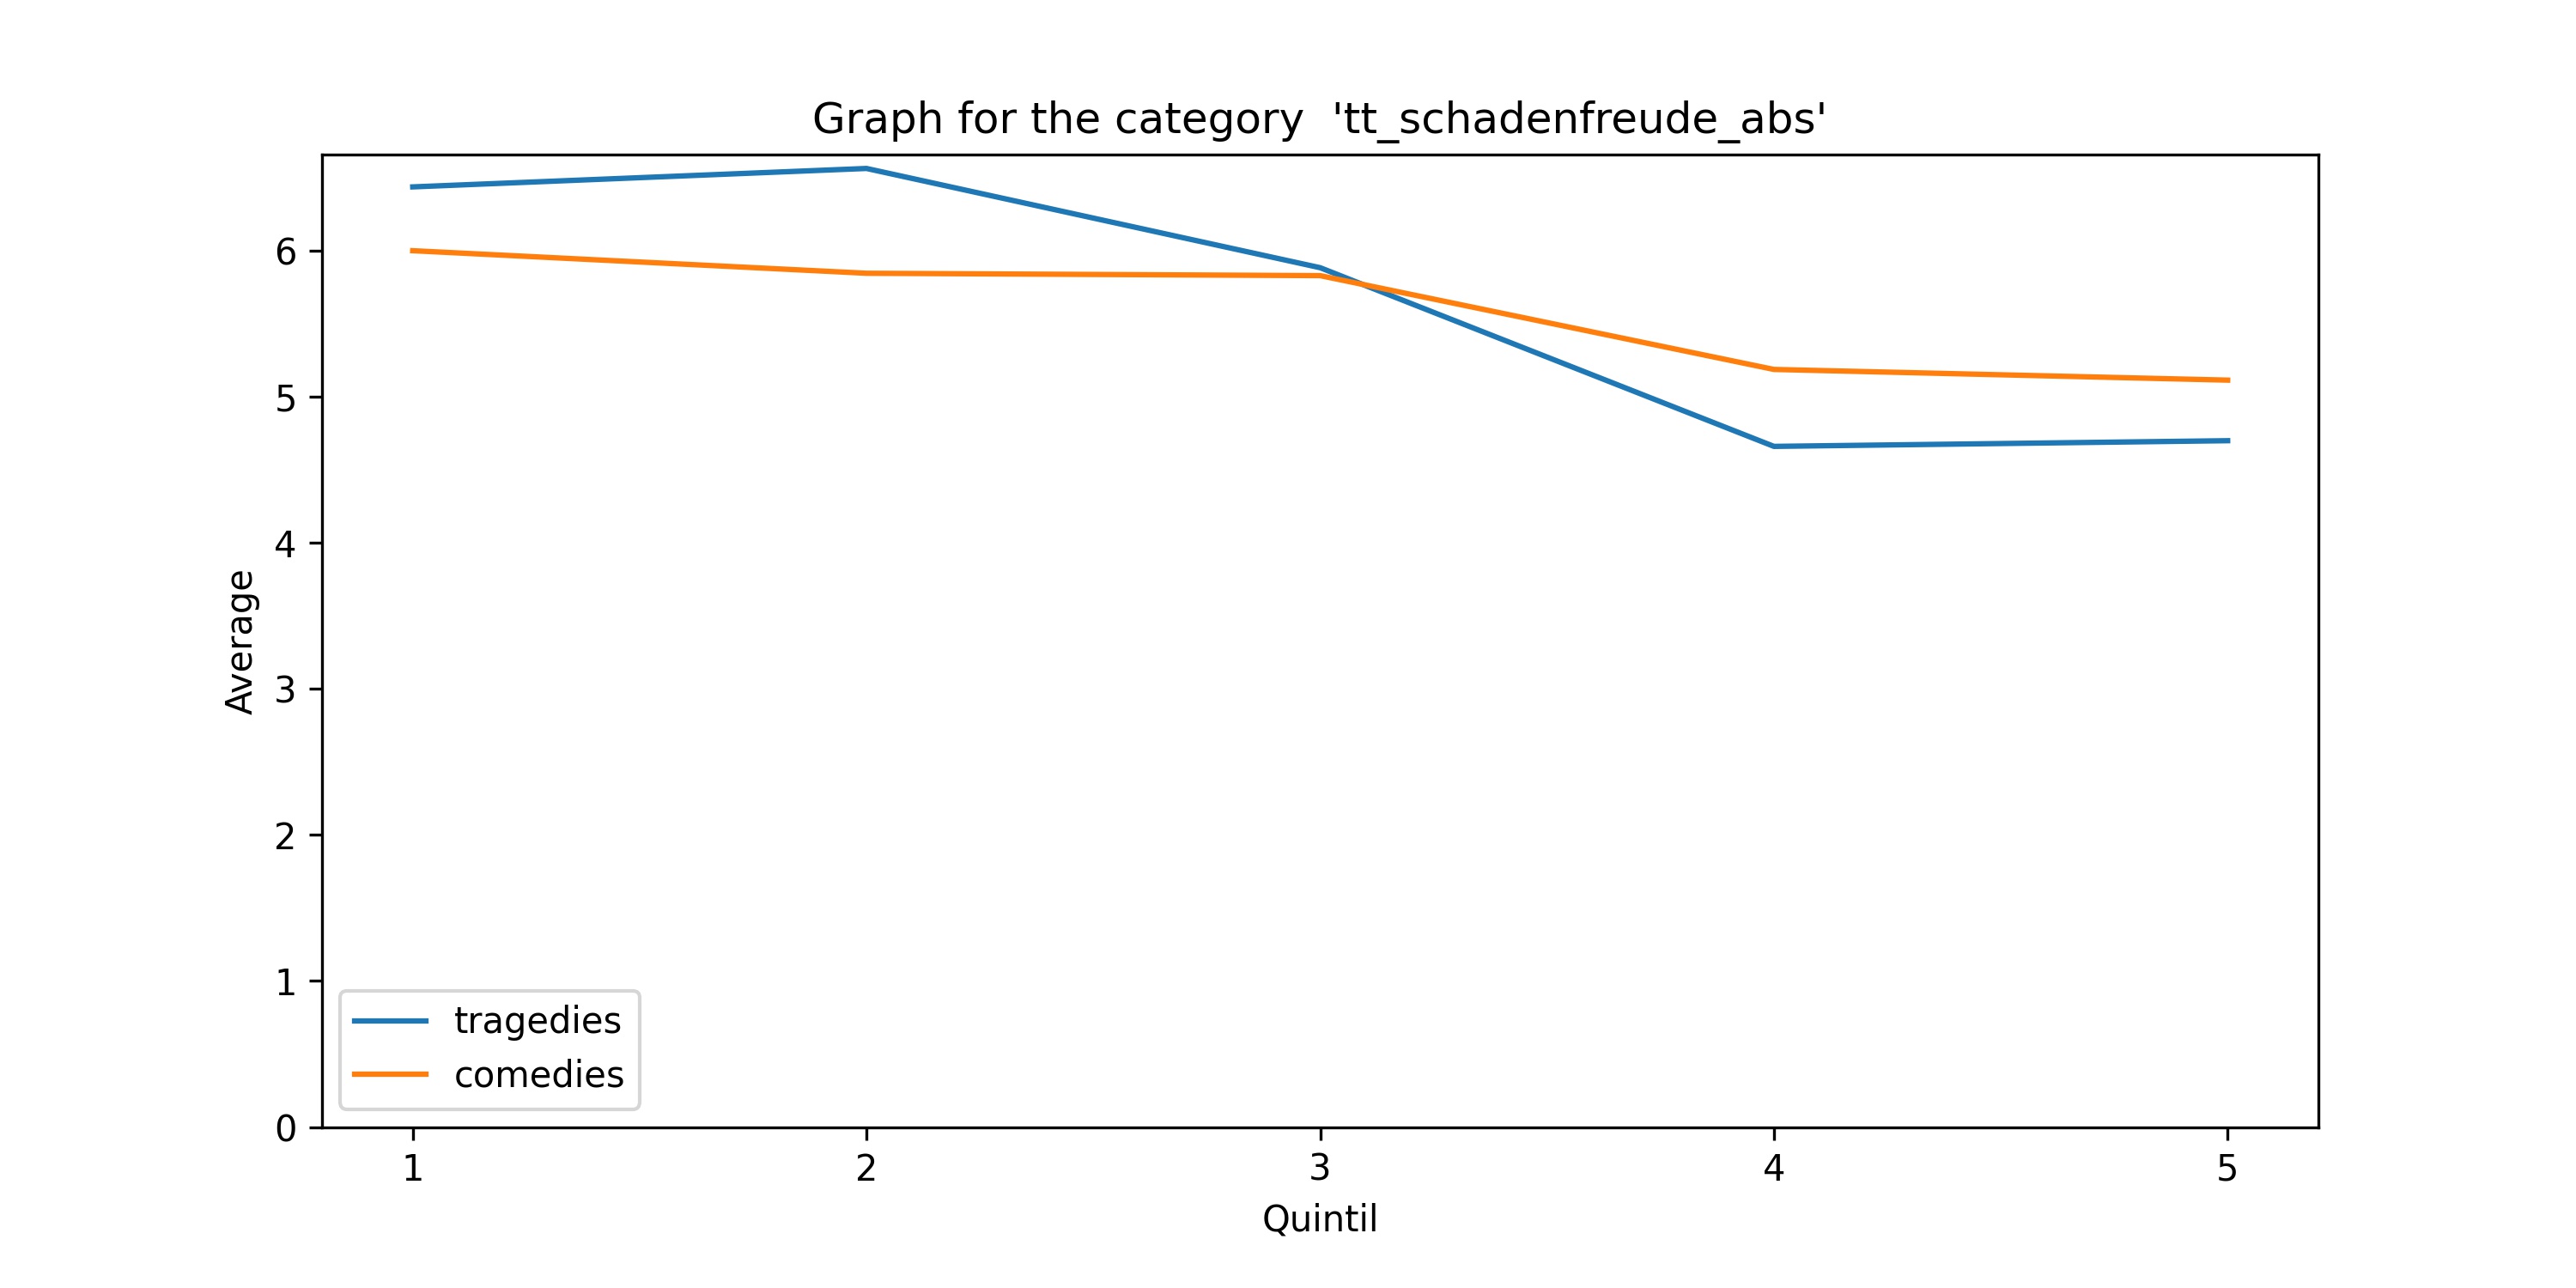 Graph for the category  'tt_schadenfreude_abs'
6
5
4
3
2
1
0
Average
tragedies
comedies
1 2 3 4 5
Quintil